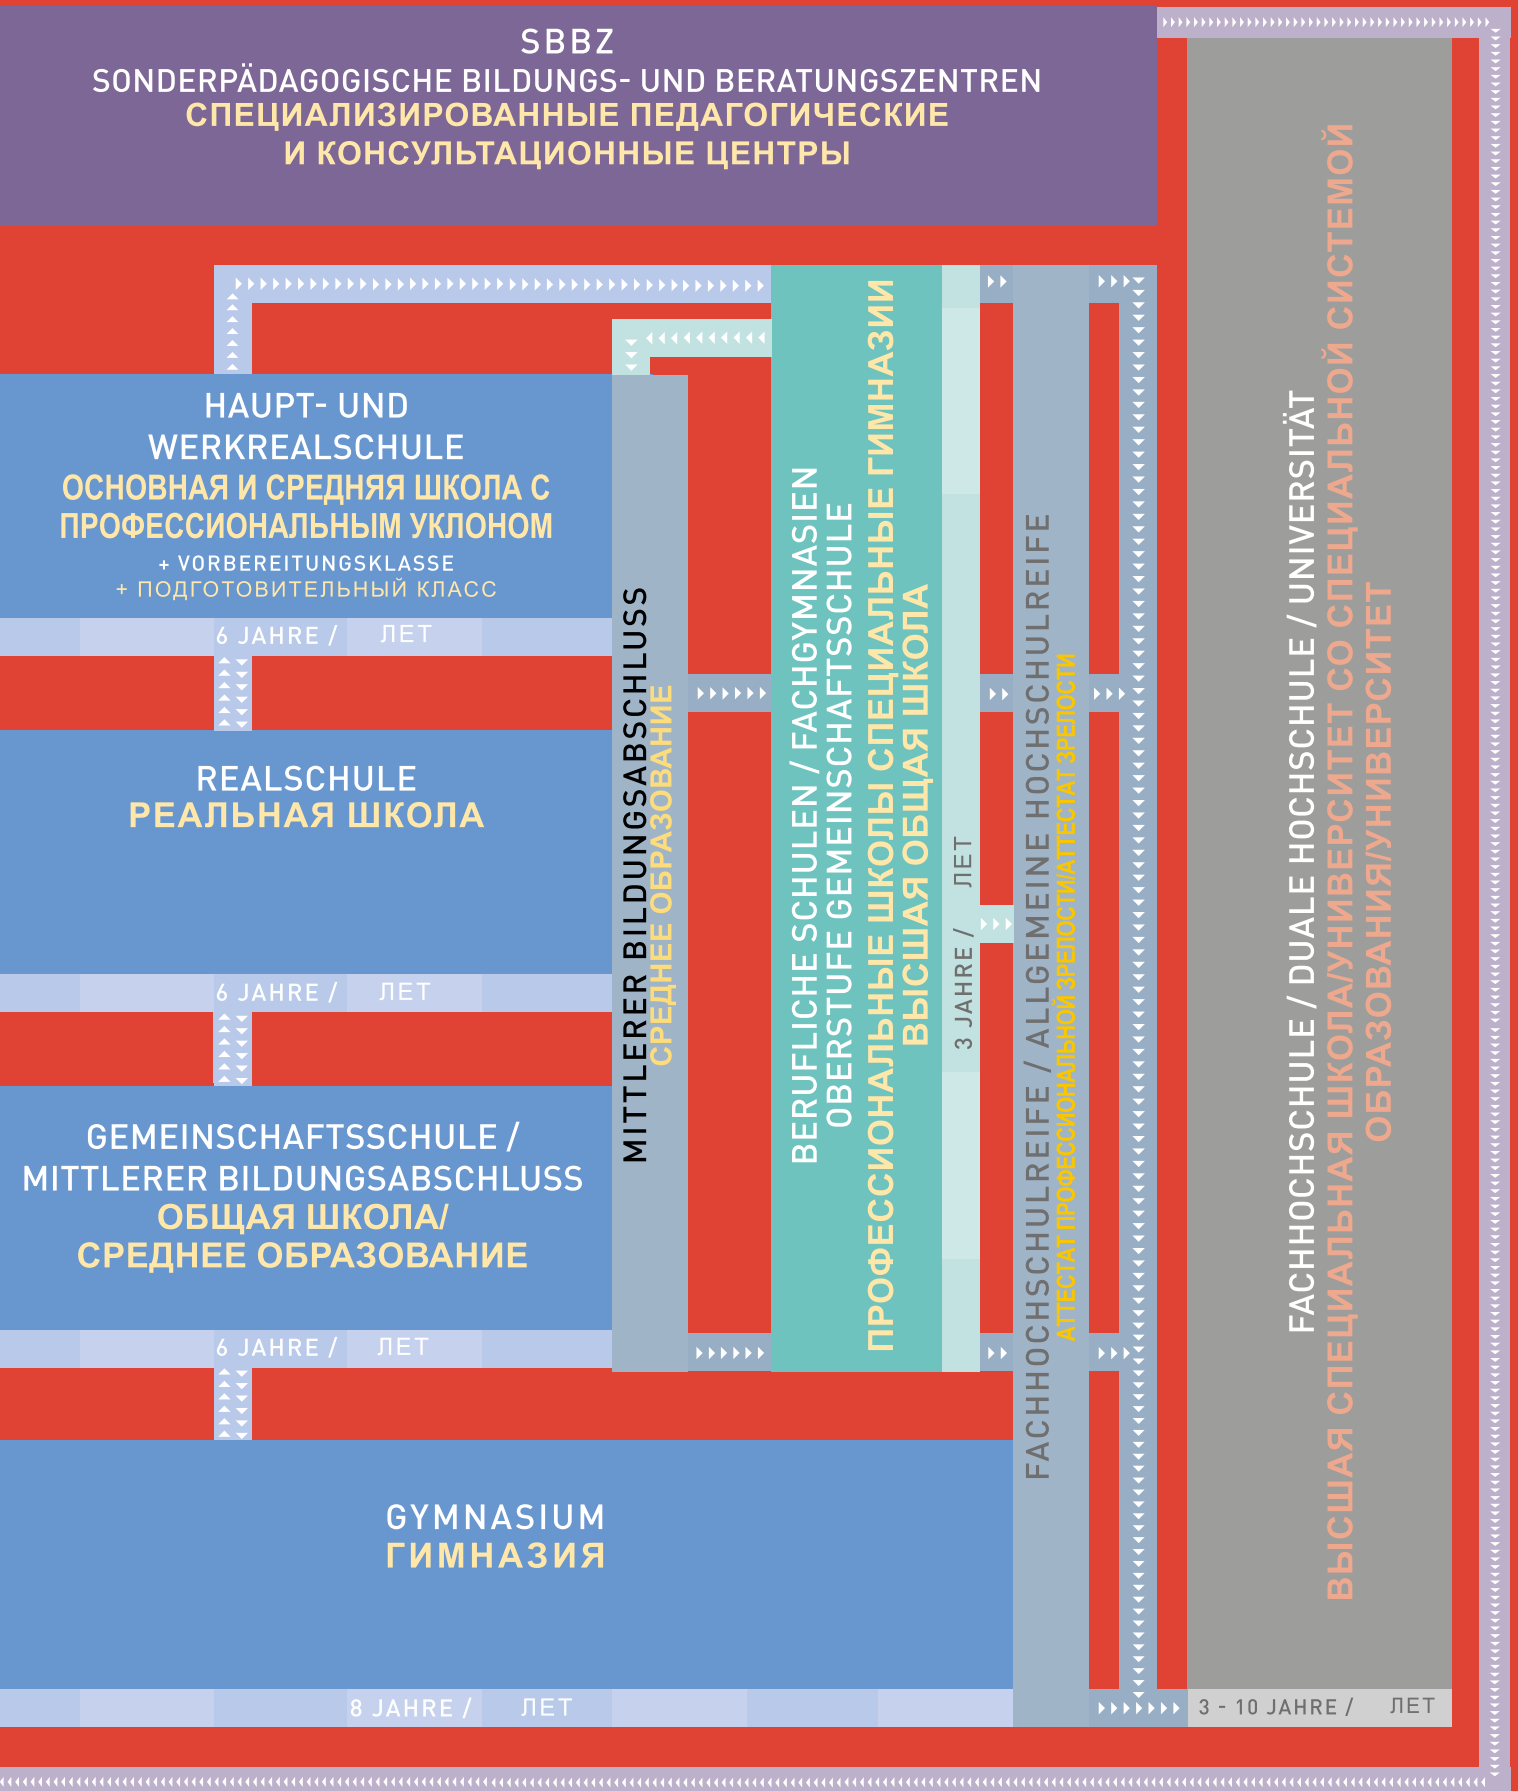 SBBZ
SONDERPÄDAGOGISCHE BILDUNGS- UND BERATUNGSZENTREN
СПЕЦИАЛИЗИРОВАННЫЕ ПЕДАГОГИЧЕСКИЕ
И КОНСУЛЬТАЦИОННЫЕ ЦЕНТРЫ
HAUPT- UND
WERKREALSCHULE
ОСНОВНАЯ И СРЕДНЯЯ ШКОЛА С
ПРОФЕССИОНАЛЬНЫМ УКЛОНОМ
+ VORBEREITUNGSKLASSE
+ ПОДГОТОВИТЕЛЬНЫЙ КЛАСС
6 JAHRE / ЛЕТ
REALSCHULE
РЕАЛЬНАЯ ШКОЛА
6 JAHRE / ЛЕТ
GEMEINSCHAFTSSCHULE /
MITTLERER BILDUNGSABSCHLUSS
ОБЩАЯ ШКОЛА/
СРЕДНЕЕ ОБРАЗОВАНИЕ
6 JAHRE / ЛЕТ
GYMNASIUM
ГИМНАЗИЯ
8 JAHRE / ЛЕТ
MITTLERER BILDUNGSABSCHLUSS
СРЕДНЕЕ ОБРАЗОВАНИЕ
BERUFLICHE SCHULEN / FACHGYMNASIEN
OBERSTUFE GEMEINSCHAFTSSCHULE
ПРОФЕССИОНАЛЬНЫЕ ШКОЛЫ СПЕЦИАЛЬНЫЕ ГИМНАЗИИ
ВЫСШАЯ ОБЩАЯ ШКОЛА
3 JAHRE / ЛЕТ
FACHHOCHSCHULREIFE / ALLGEMEINE HOCHSCHULREIFE
АТТЕСТАТ ПРОФЕССИОНАЛЬНОЙ ЗРЕЛОСТИ/АТТЕСТАТ ЗРЕЛОСТИ
FACHHOCHSCHULE / DUALE HOCHSCHULE / UNIVERSITÄT
ВЫСШАЯ СПЕЦИАЛЬНАЯ ШКОЛА/УНИВЕРСИТЕТ СО СПЕЦИАЛЬНОЙ СИСТЕМОЙ
ОБРАЗОВАНИЯ/УНИВЕРСИТЕТ
3 - 10 JAHRE / ЛЕТ